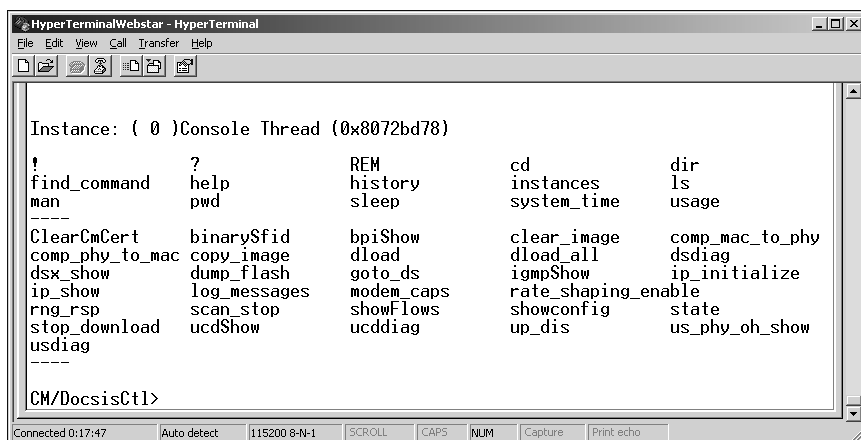 HyperTerminalWebstar - HyperTerminal
File Edit View Call Transfer Help
Instance: ( 0 )Console Thread (0x8072bd78)
! ? REM cd dir
find_command help history instances ls
man pwd sleep system_time usage
----
ClearCmCert binarySfid bpiShow clear_image comp_mac_to_phy
comp_phy_to_mac copy_image dload dload_all dsdiag
dsx_show dump_flash goto_ds igmpShow ip_initialize
ip_show log_messages modem_caps rate_shaping_enable
rng_rsp scan_stop showFlows showconfig state
stop_download ucdShow ucddiag up_dis us_phy_oh_show
usdiag
----
CM/DocsisCtl>
Connected 0:17:47 Auto detect 115200 8-N-1 SCROLL CAPS NUM Capture Print echo